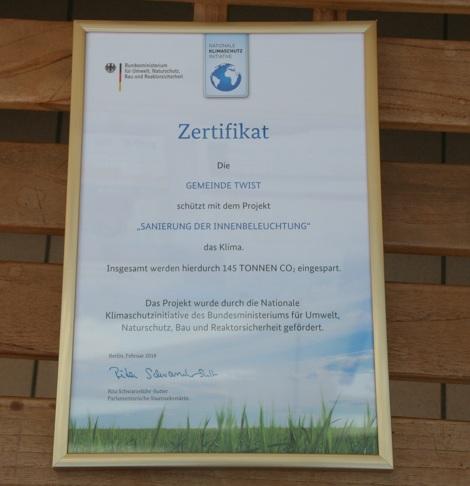 Bundesministerium
für Umwelt, Naturschutz,
Bau und Reaktorsicherheit
NATIONALE
KLIMASCHUTZ
INITIATIVE
Zertifikat
Die
GEMEINDE TWIST
schützt mit dem Projekt
„SANIERUNG DER INNENBELEUCHTUNG“
das Klima.
Insgesamt werden hierdurch 145 TONNEN CO₂ eingespart.
Das Projekt wurde durch die Nationale
Klimaschutzinitiative des Bundesministeriums für Umwelt,
Naturschutz, Bau und Reaktorsicherheit gefördert.
Berlin, Februar 2018
Rita Schwarzelühr-Sutter
Parlamentarische Staatssekretärin